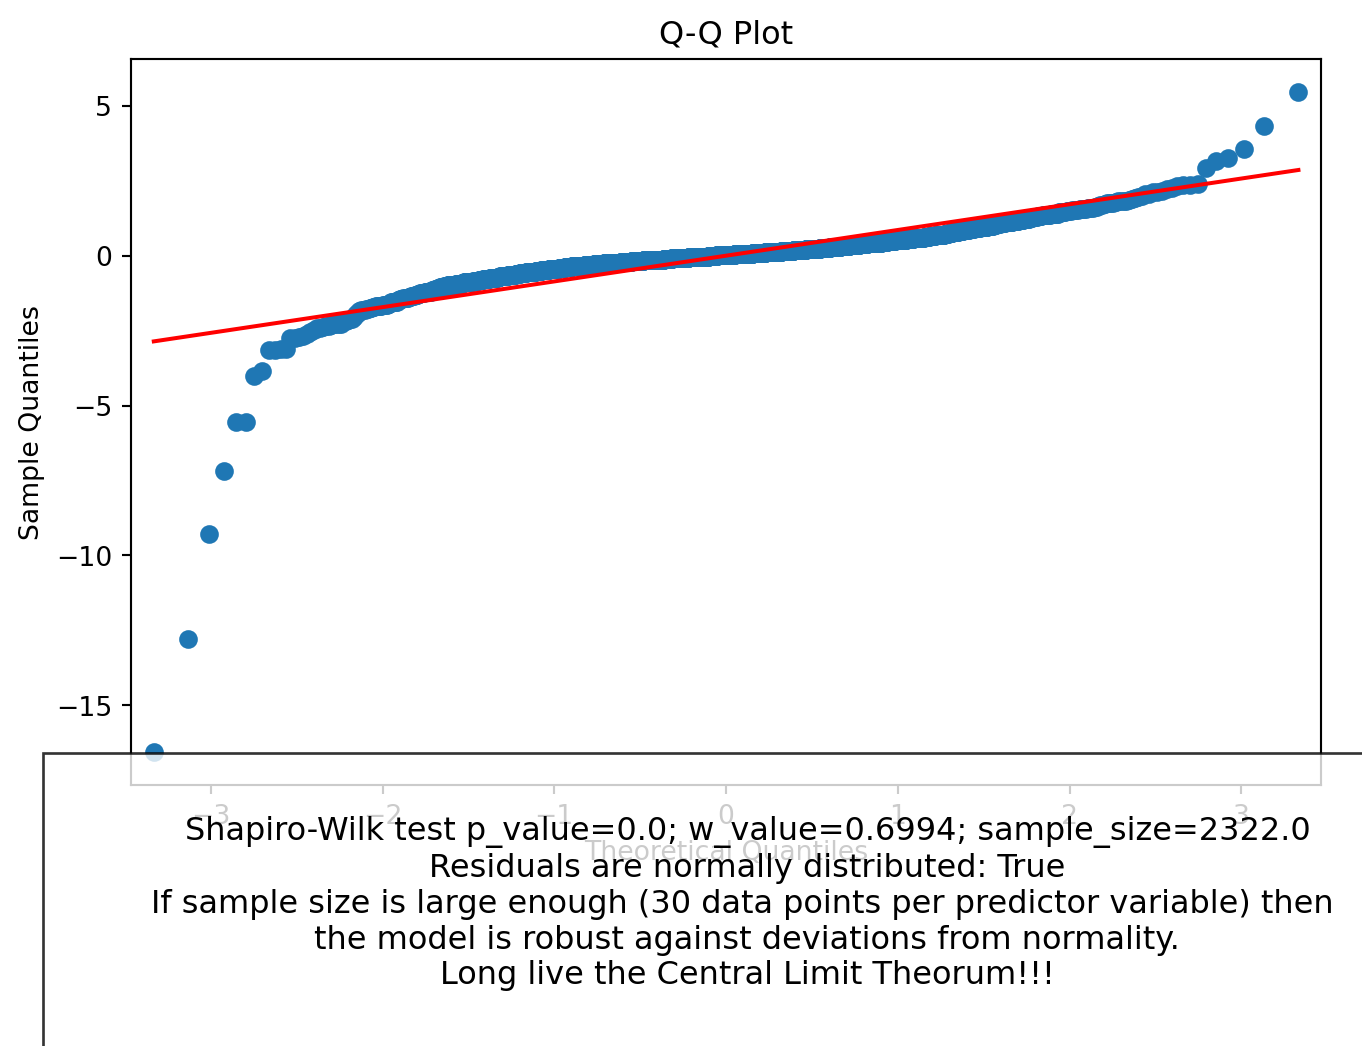 Q-Q Plot
5
0
−5
−10
−15
Sample Quantiles
−3 −2 −1 0 1 2 3
Theoretical Quantiles
Shapiro-Wilk test p_value=0.0; w_value=0.6994; sample_size=2322.0
Residuals are normally distributed: True
If sample size is large enough (30 data points per predictor variable) then
the model is robust against deviations from normality.
Long live the Central Limit Theorum!!!